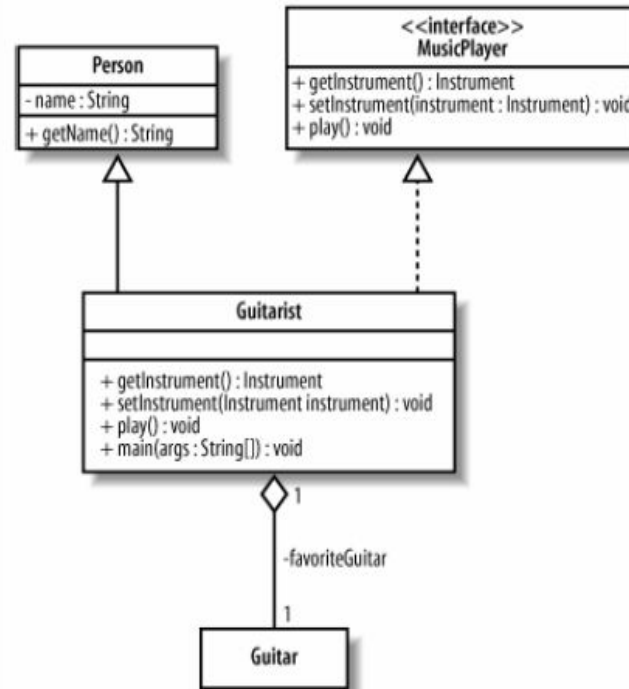 Person
- name : String
+ getName() : String
<<interface>>
MusicPlayer
+ getInstrument() : Instrument
+ setInstrument(instrument : Instrument) : void
+ play() : void
Guitarist
+ getInstrument() : Instrument
+ setInstrument(Instrument instrument) : void
+ play() : void
+ main(args : String[]) : void
1
-favoriteGuitar
1
Guitar